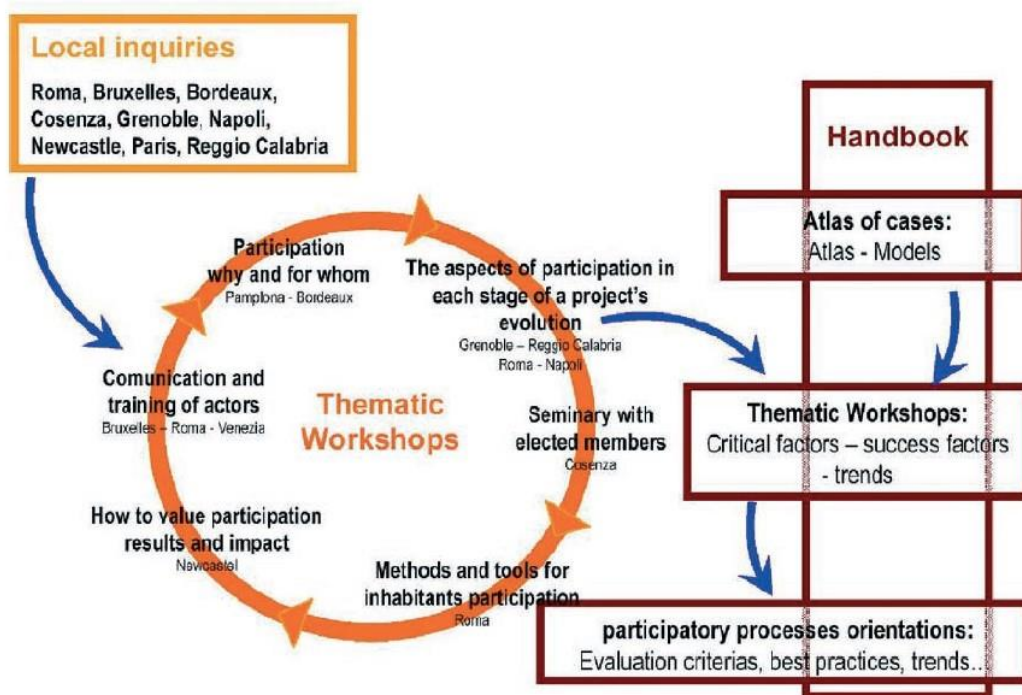 Local inquiries
Roma, Bruxelles, Bordeaux,
Cosenza, Grenoble, Napoli,
Newcastle, Paris, Reggio Calabria
Participation
why and for whom
Pamplona - Bordeaux
The aspects of participation in
each stage of a project's
evolution
Grenoble – Reggio Calabria
Roma - Napoli
Seminary with
elected members
Cosenza
Methods and tools for
inhabitants participation
Roma
How to value participation
results and impact
Newcastel
Comunication and
training of actors
Bruxelles – Roma - Venezia
Thematic
Workshops
Handbook
Atlas of cases:
Atlas - Models
Thematic Workshops:
Critical factors – success factors
- trends
participatory processes orientations:
Evaluation criterias, best practices, trends...